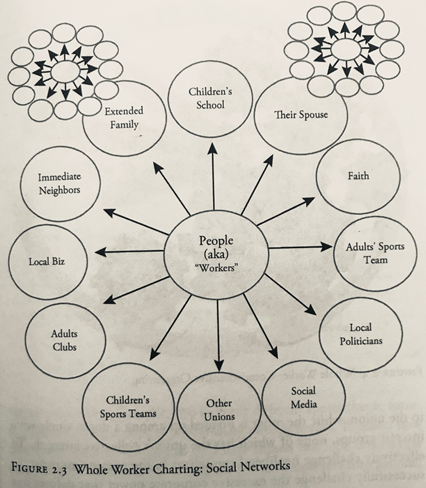 Children's
School
Extended
Family
Their Spouse
Immediate
Neighbors
Faith
People
(aka)
"Workers"
Local Biz
Adults' Sports
Team
Adults
Clubs
Local
Politicians
Children's
Sports Teams
Other
Unions
Social
Media
FIGURE 2.3 Whole Worker Charting: Social Networks